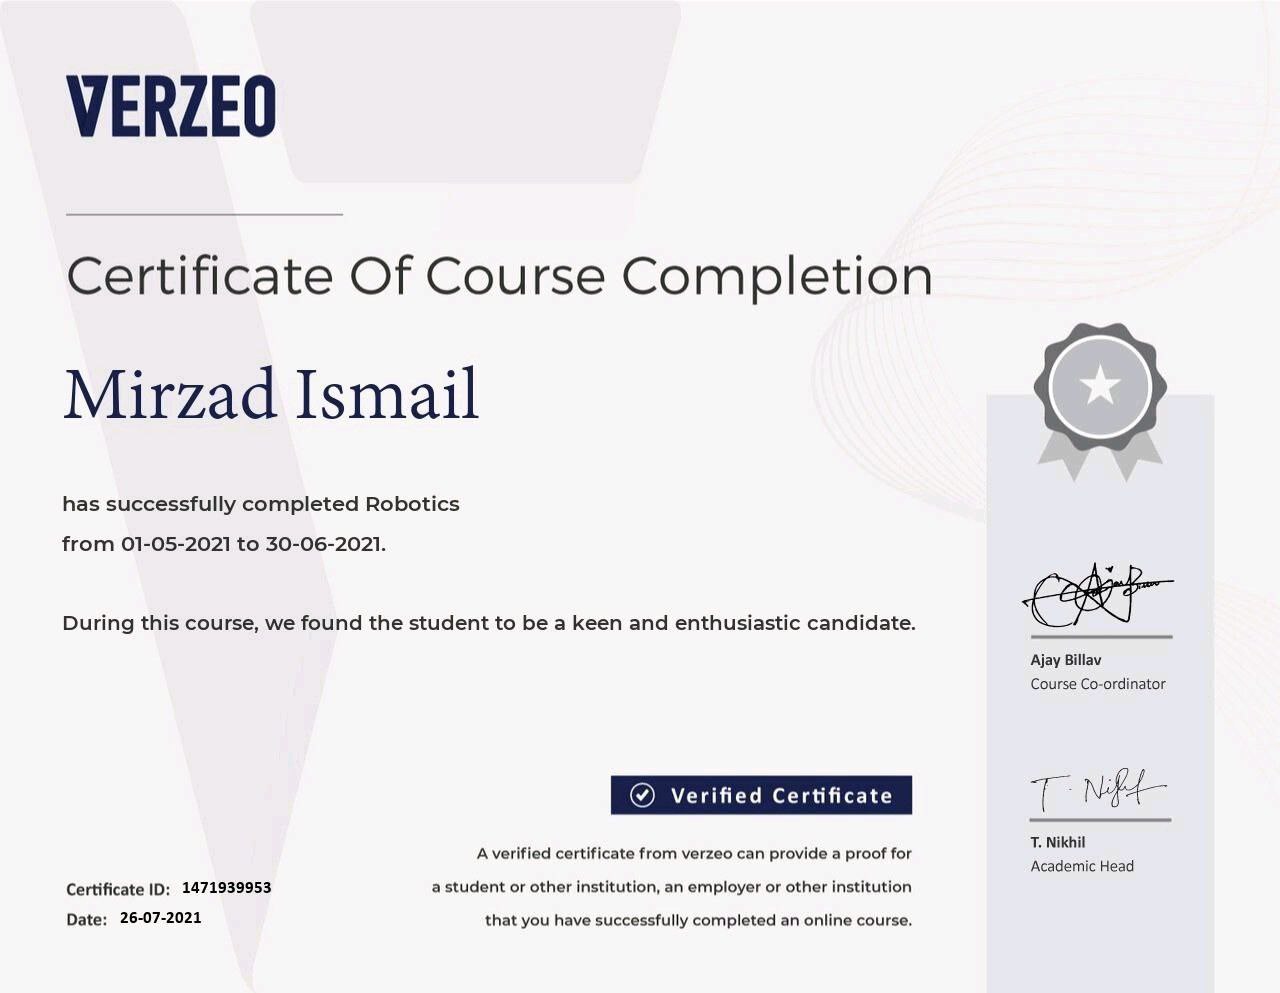 VERZEO
Certificate Of Course Completion
Mirzad Ismail
has successfully completed Robotics
from 01-05-2021 to 30-06-2021.
During this course, we found the student to be a keen and enthusiastic candidate.
Ajay Billav
Course Co-ordinator
T. Nikhil
T. Nikhil
Academic Head
Verified Certificate
A verified certificate from verzeo can provide a proof for
a student or other institution, an employer or other institution
that you have successfully completed an online course.
Certificate ID: 1471939953
Date: 26-07-2021